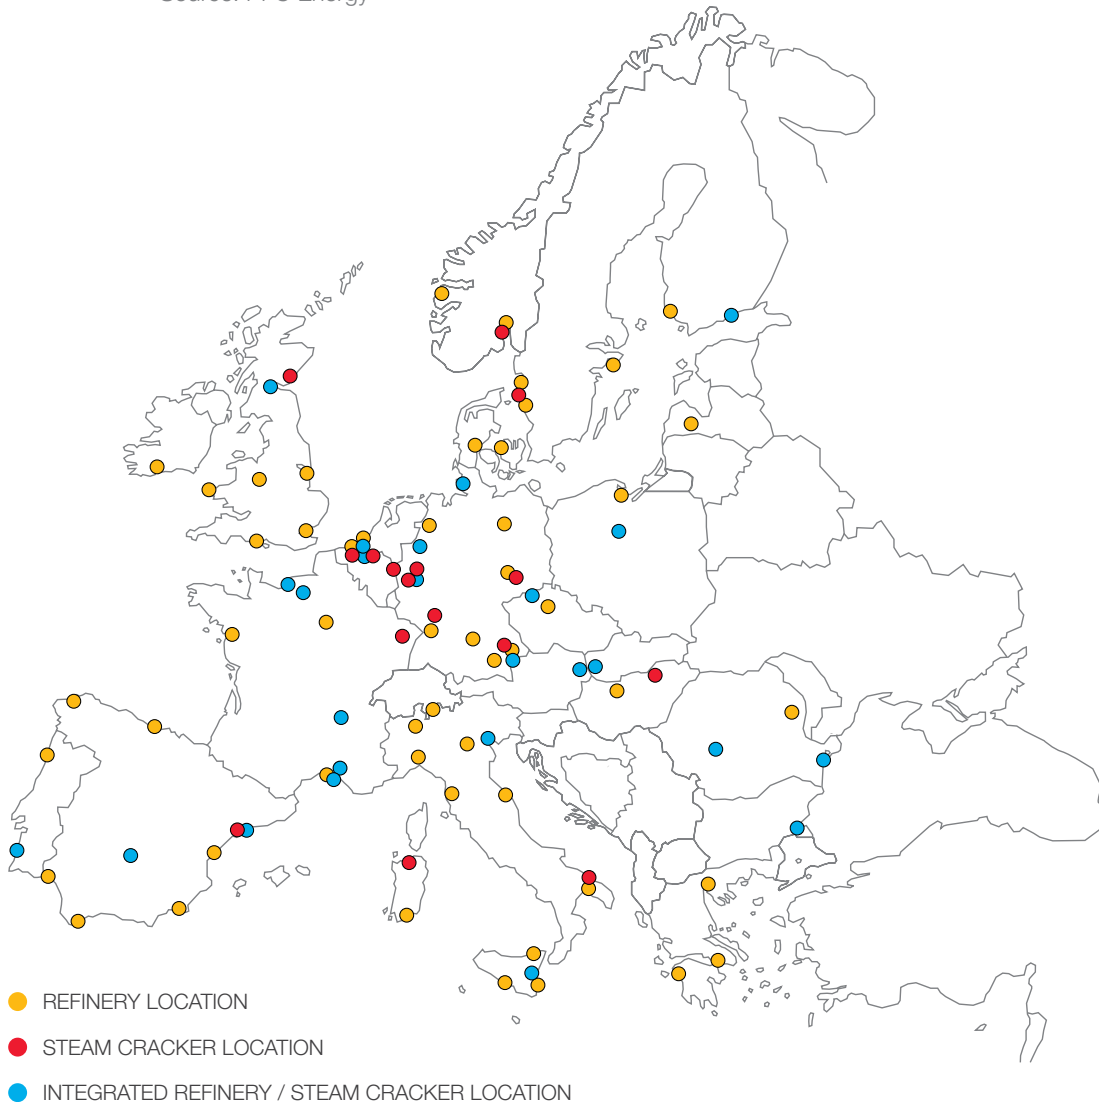 REFINERY LOCATION
STEAM CRACKER LOCATION
INTEGRATED REFINERY / STEAM CRACKER LOCATION